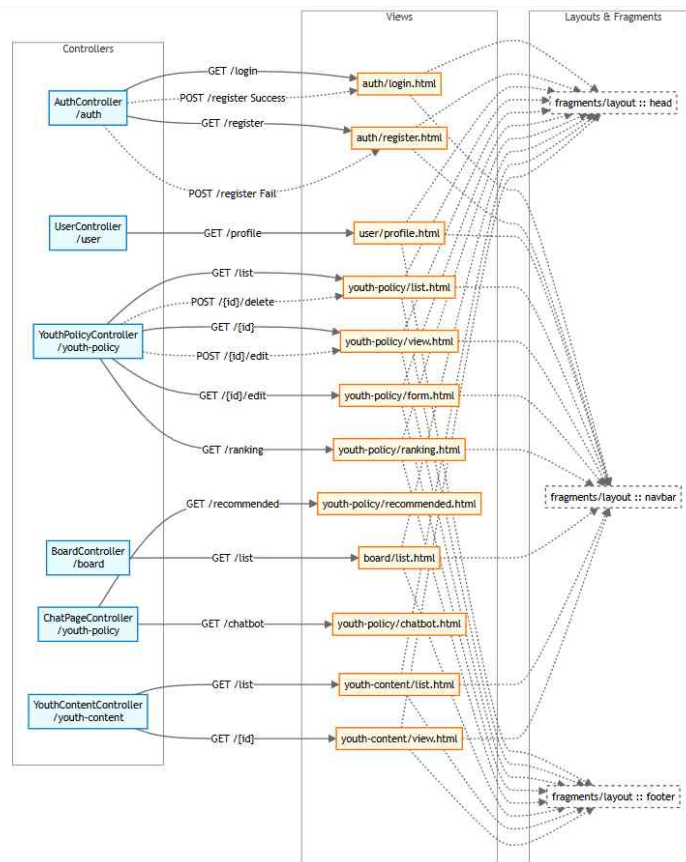 Controllers
Views
Layouts & Fragments
GET /login
auth/login.html
AuthController
/auth
POST /register Success
fragments/layout :: head
GET /register
auth/register.html
POST /register Fail
UserController
/user
GET /profile
user/profile.html
GET /list
youth-policy/list.html
POST /{id}/delete
YouthPolicyController
/youth-policy
GET /{id}
youth-policy/view.html
POST /{id}/edit
GET /{id}/edit
youth-policy/form.html
GET /ranking
youth-policy/ranking.html
fragments/layout :: navbar
GET /recommended
youth-policy/recommended.html
BoardController
/board
GET /list
board/list.html
ChatPageController
/youth-policy
GET /chatbot
youth-policy/chatbot.html
GET /list
youth-content/list.html
YouthContentController
/youth-content
GET /{id}
youth-content/view.html
fragments/layout :: footer